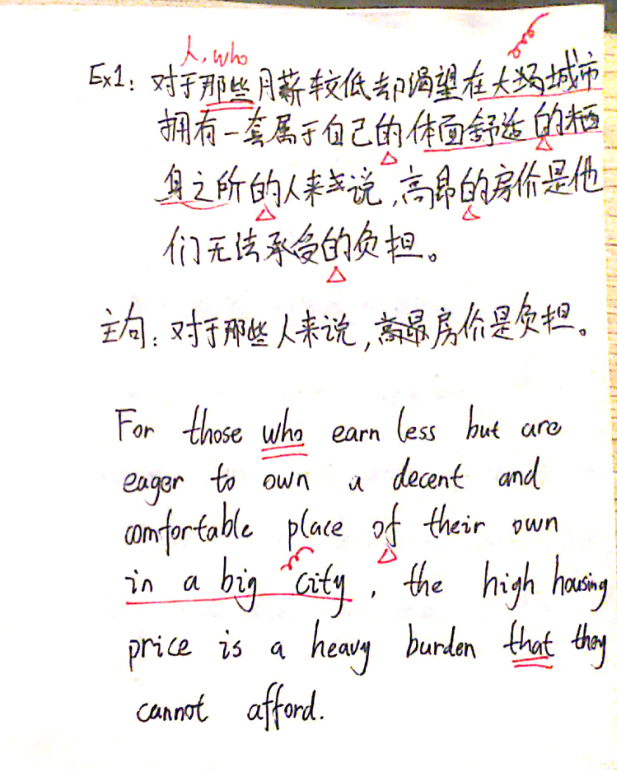 人，who
Ex1: 对于那些月薪较低却渴望在大城市
拥有一套属于自己的体面舒适的栖
身之所的人来说，高昂的房价是他
们无法承受的负担。
主句：对于那些人来说，高昂房价是负担。
For those who earn less but are
eager to own a decent and
comfortable place of their own
in a big city, the high housing
price is a heavy burden that they
cannot afford.